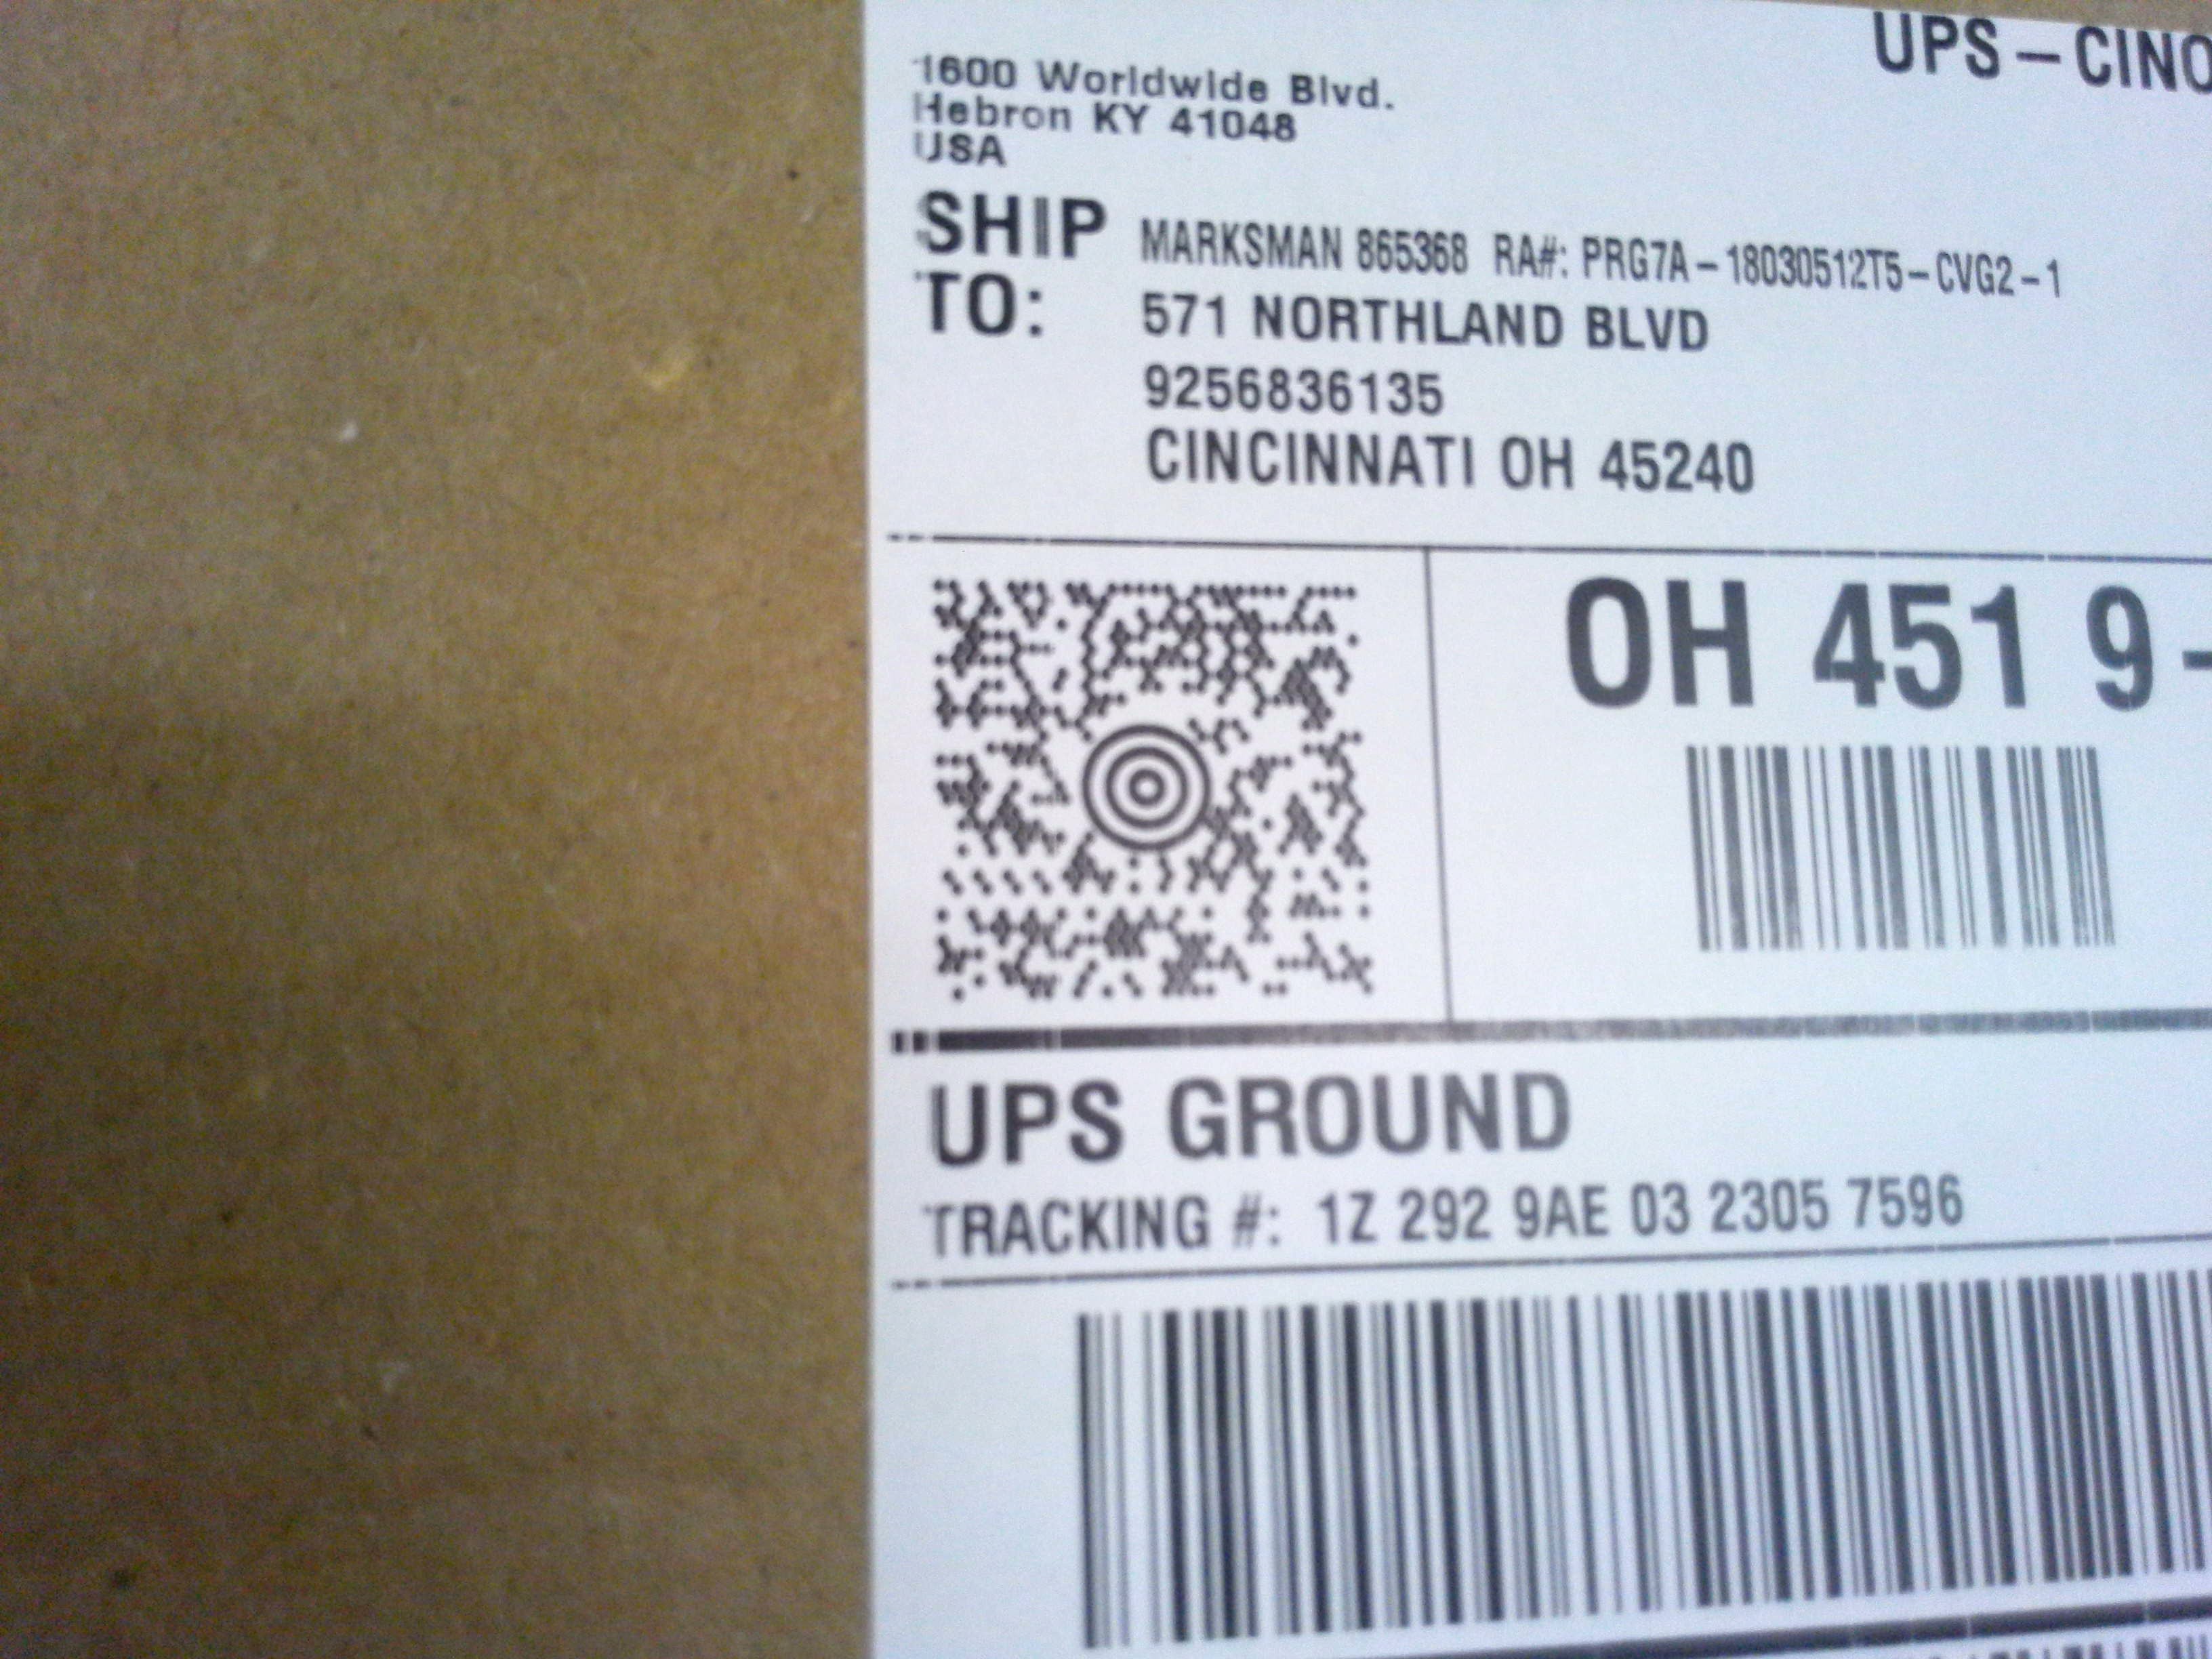 UPS - CINC
1600 Worldwide Blvd.
Hebron KY 41048
USA
SHIP TO:
MARKSMAN 865368 RA#: PRG7A - 18030512T5 - CVG2 - 1
571 NORTHLAND BLVD
9256836135
CINCINNATI OH 45240
OH 451 9 -
UPS GROUND
TRACKING #: 1Z 292 9AE 03 2305 7596